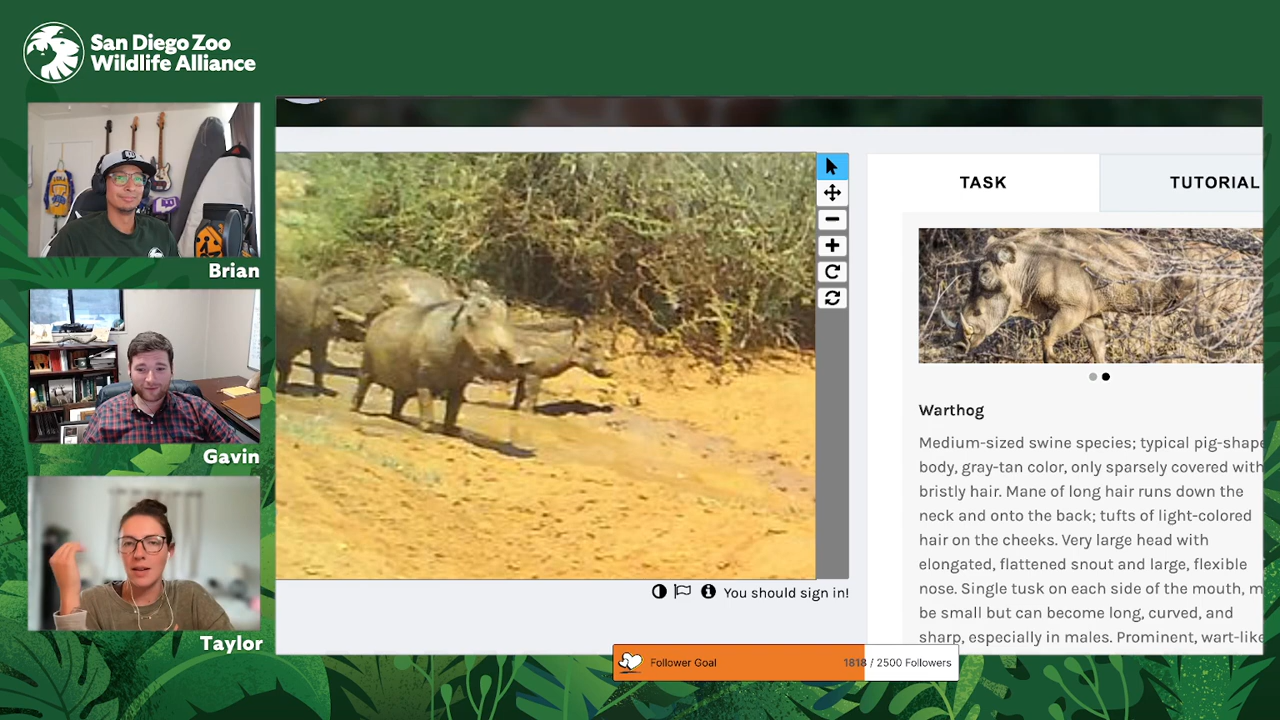 San Diego Zoo
Wildlife Alliance
Brian
Gavin
Taylor
TASK
TUTORIAL
Warthog
Medium-sized swine species; typical pig-shape
body, gray-tan color, only sparsely covered with
bristly hair. Mane of long hair runs down the
neck and onto the back; tufts of light-colored
hair on the cheeks. Very large head with
elongated, flattened snout and large, flexible
nose. Single tusk on each side of the mouth, m
be small but can become long, curved, and
sharp, especially in males. Prominent, wart-like
You should sign in!
Follower Goal
1818 / 2500 Followers